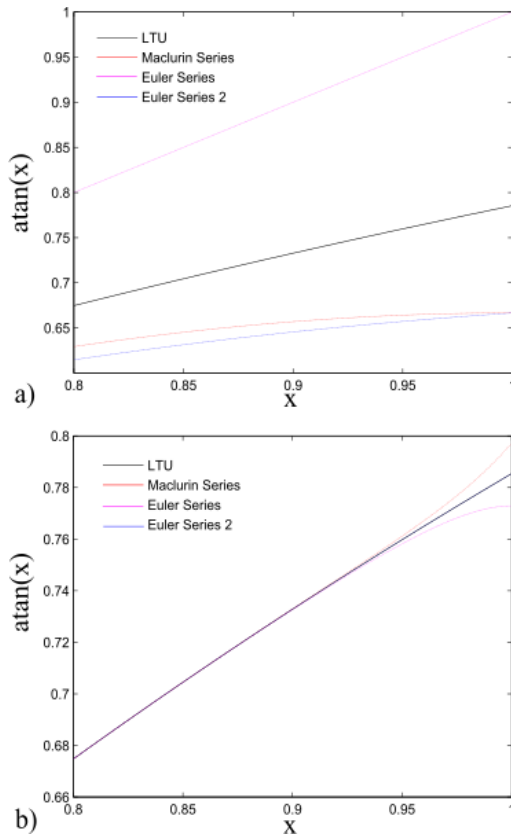 1
0.95
0.9
0.85
0.8
0.75
0.7
0.65
atan(x)
LTU
Maclurin Series
Euler Series
Euler Series 2
0.8
0.85
0.9
0.95
1
x
a)
0.8
0.78
0.76
0.74
0.72
0.7
0.68
0.66
atan(x)
LTU
Maclurin Series
Euler Series
Euler Series 2
0.8
0.85
0.9
0.95
1
x
b)